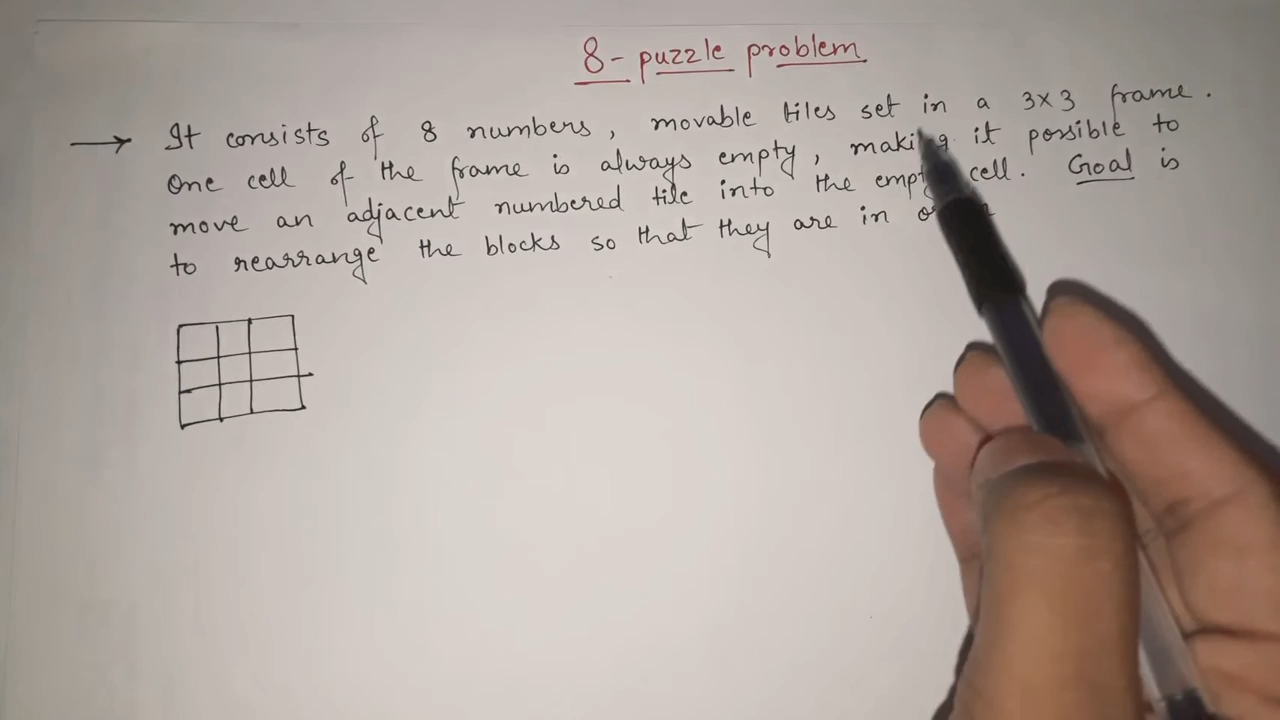 8- puzzle problem
→ It consists of 8 numbers, movable tiles set in a 3×3 frame.
One cell of the frame is always empty, making it possible to
move an adjacent numbered tile into the empty cell. Goal is
to rearrange the blocks so that they are in